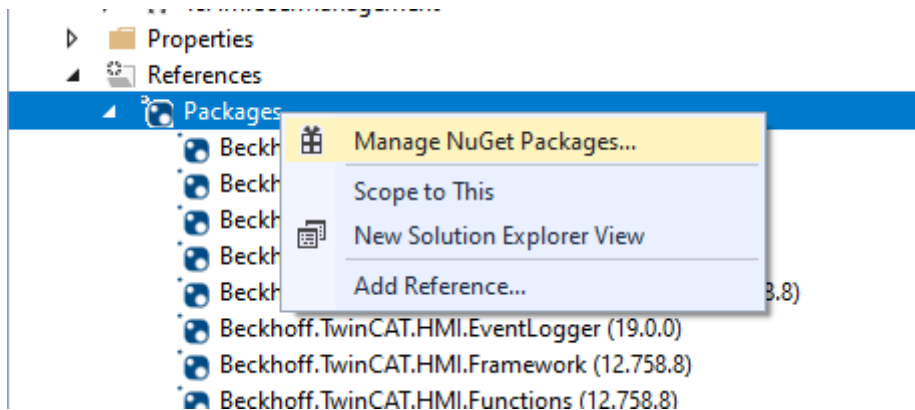 Properties
References
Packages
Beckh
Manage NuGet Packages...
Beckh
Scope to This
Beckh
New Solution Explorer View
Beckh
Beckh
Add Reference...
3.8)
Beckhoff.TwinCAT.HMI.EventLogger (19.0.0)
Beckhoff.TwinCAT.HMI.Framework (12.758.8)
Beckhoff.TwinCAT.HMI.Functions (12.758.8)